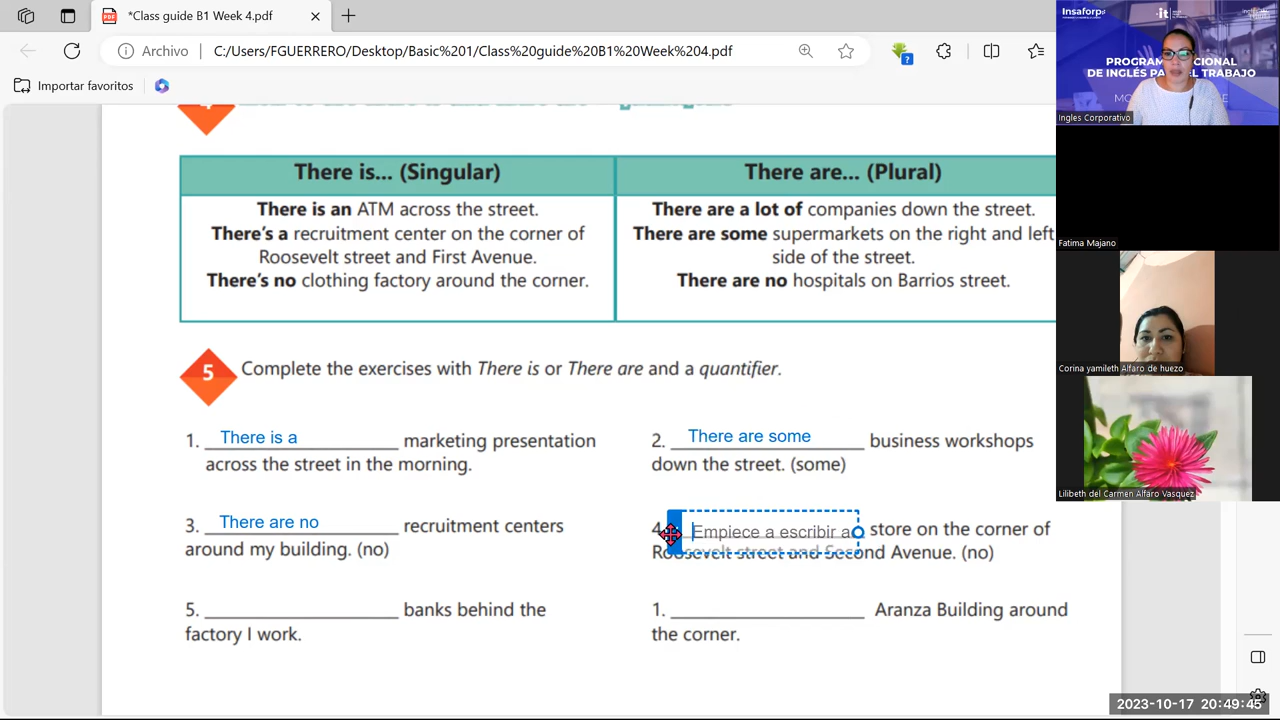 *Class guide B1 Week 4.pdf
Archivo
C:/Users/FGUERRERO/Desktop/Basic%201/Class%20guide%20B1%20Week%204.pdf
Importar favoritos
There is... (Singular)
There are... (Plural)
There is an ATM across the street.
There's a recruitment center on the corner of
Roosevelt street and First Avenue.
There's no clothing factory around the corner.
There are a lot of companies down the street.
There are some supermarkets on the right and left
side of the street.
There are no hospitals on Barrios street.
5 Complete the exercises with There is or There are and a quantifier.
1. There is a marketing presentation
across the street in the morning.
2. There are some business workshops
down the street. (some)
3. There are no recruitment centers
around my building. (no)
4. Empiece a escribir a store on the corner of
Roosevelt street and Second Avenue. (no)
5. ____ banks behind the
factory I work.
1. ____ Aranza Building around
the corner.
Insaforp
Ingles Corporativo
Fatima Majano
Corina yamileth Alfaro de huezo
Lilibeth del Carmen Alfaro Vasquez
2023-10-17 20:49:45